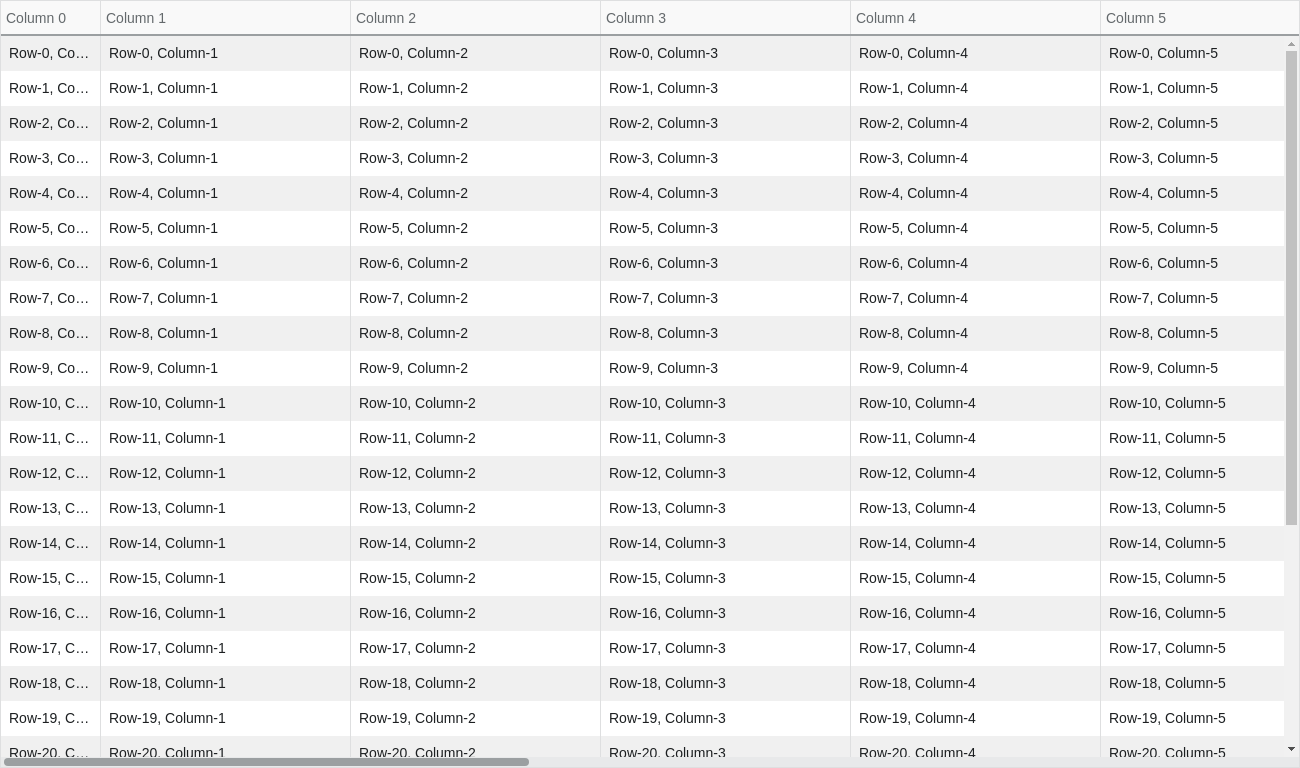 Column 0 Column 1 Column 2 Column 3 Column 4 Column 5
Row-0, Co… Row-0, Column-1 Row-0, Column-2 Row-0, Column-3 Row-0, Column-4 Row-0, Column-5
Row-1, Co… Row-1, Column-1 Row-1, Column-2 Row-1, Column-3 Row-1, Column-4 Row-1, Column-5
Row-2, Co… Row-2, Column-1 Row-2, Column-2 Row-2, Column-3 Row-2, Column-4 Row-2, Column-5
Row-3, Co… Row-3, Column-1 Row-3, Column-2 Row-3, Column-3 Row-3, Column-4 Row-3, Column-5
Row-4, Co… Row-4, Column-1 Row-4, Column-2 Row-4, Column-3 Row-4, Column-4 Row-4, Column-5
Row-5, Co… Row-5, Column-1 Row-5, Column-2 Row-5, Column-3 Row-5, Column-4 Row-5, Column-5
Row-6, Co… Row-6, Column-1 Row-6, Column-2 Row-6, Column-3 Row-6, Column-4 Row-6, Column-5
Row-7, Co… Row-7, Column-1 Row-7, Column-2 Row-7, Column-3 Row-7, Column-4 Row-7, Column-5
Row-8, Co… Row-8, Column-1 Row-8, Column-2 Row-8, Column-3 Row-8, Column-4 Row-8, Column-5
Row-9, Co… Row-9, Column-1 Row-9, Column-2 Row-9, Column-3 Row-9, Column-4 Row-9, Column-5
Row-10, C… Row-10, Column-1 Row-10, Column-2 Row-10, Column-3 Row-10, Column-4 Row-10, Column-5
Row-11, C… Row-11, Column-1 Row-11, Column-2 Row-11, Column-3 Row-11, Column-4 Row-11, Column-5
Row-12, C… Row-12, Column-1 Row-12, Column-2 Row-12, Column-3 Row-12, Column-4 Row-12, Column-5
Row-13, C… Row-13, Column-1 Row-13, Column-2 Row-13, Column-3 Row-13, Column-4 Row-13, Column-5
Row-14, C… Row-14, Column-1 Row-14, Column-2 Row-14, Column-3 Row-14, Column-4 Row-14, Column-5
Row-15, C… Row-15, Column-1 Row-15, Column-2 Row-15, Column-3 Row-15, Column-4 Row-15, Column-5
Row-16, C… Row-16, Column-1 Row-16, Column-2 Row-16, Column-3 Row-16, Column-4 Row-16, Column-5
Row-17, C… Row-17, Column-1 Row-17, Column-2 Row-17, Column-3 Row-17, Column-4 Row-17, Column-5
Row-18, C… Row-18, Column-1 Row-18, Column-2 Row-18, Column-3 Row-18, Column-4 Row-18, Column-5
Row-19, C… Row-19, Column-1 Row-19, Column-2 Row-19, Column-3 Row-19, Column-4 Row-19, Column-5
Row-20, C… Row-20, Column-1 Row-20, Column-2 Row-20, Column-3 Row-20, Column-4 Row-20, Column-5